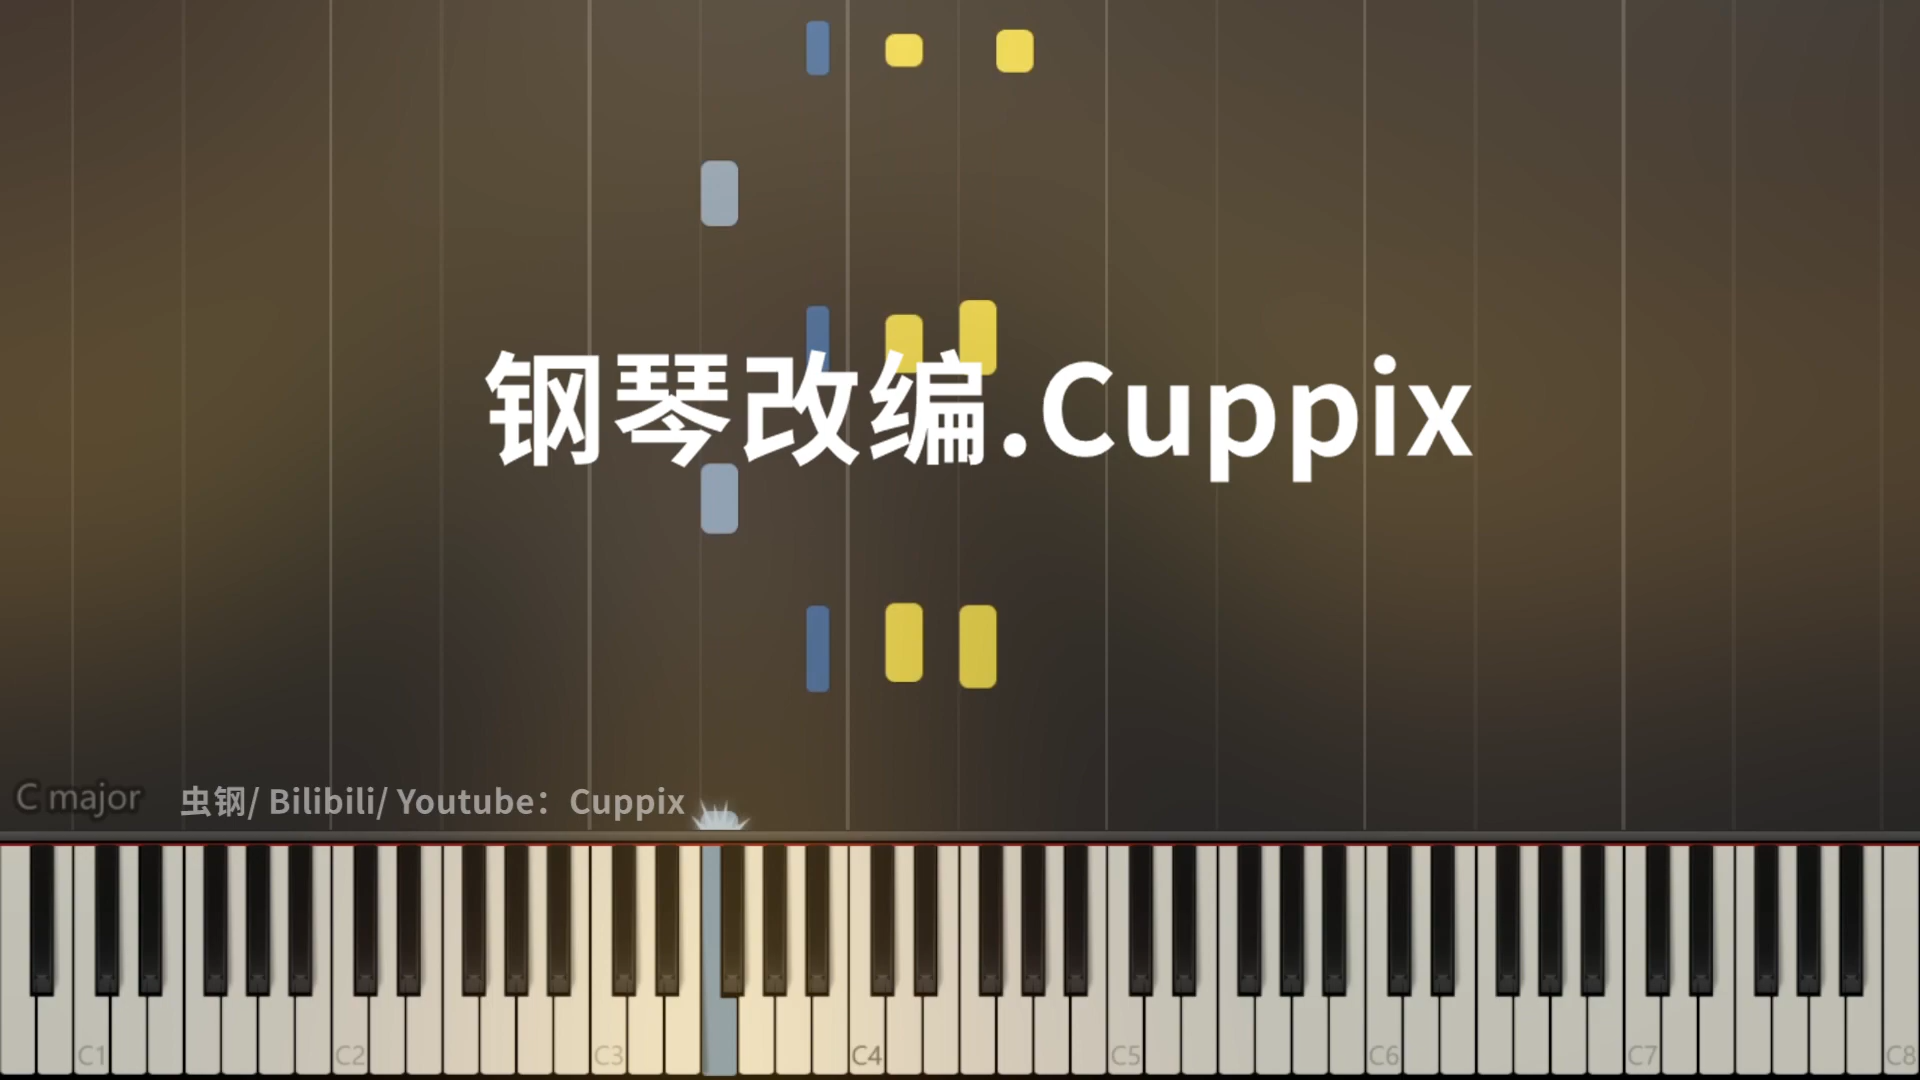 钢琴改编.Cuppix
C major
虫钢/ Bilibili/ Youtube：Cuppix
C1 C2 C3 C4 C5 C6 C7 C8